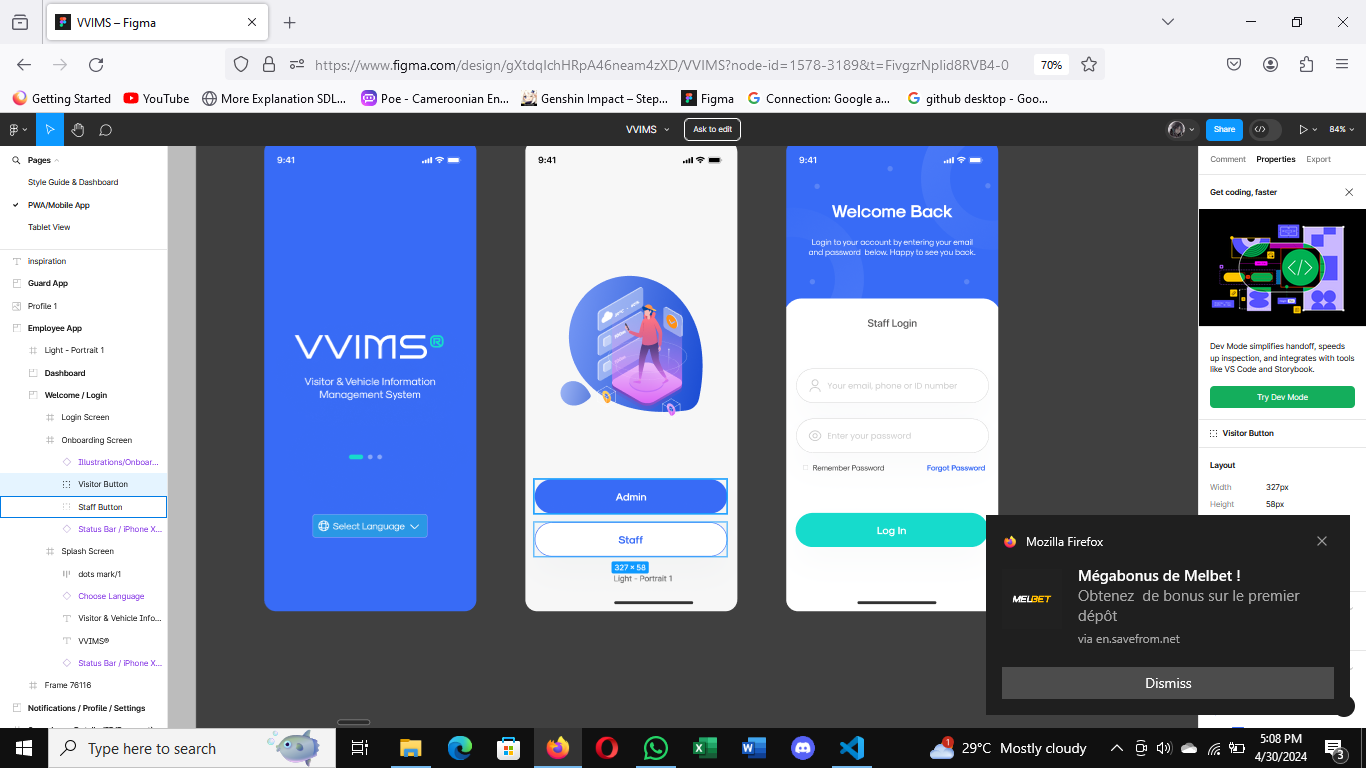 VVIMS – Figma
https://www.figma.com/design/gXtdqIchHRpA46neam4zXD/VVIMS?node-id=1578-3189&t=FivgzrNpIid8RVB4-0
70%
Getting Started
YouTube
More Explanation SDL...
Poe - Cameroonian En...
Genshin Impact – Step...
Figma
Connection: Google a...
github desktop - Goo...
VVIMS
Ask to edit
Share
84%
Pages
Style Guide & Dashboard
PWA/Mobile App
Tablet View
inspiration
Guard App
Profile 1
Employee App
Light - Portrait 1
Dashboard
Welcome / Login
Login Screen
Onboarding Screen
Illustrations/Onboar...
Visitor Button
Staff Button
Status Bar / iPhone X...
Splash Screen
dots mark/1
Choose Language
Visitor & Vehicle Info...
VVIMS®
Status Bar / iPhone X...
Frame 76116
Notifications / Profile / Settings
9:41
VVIMS®
Visitor & Vehicle Information
Management System
Select Language
9:41
Admin
Staff
327 × 58
Light - Portrait 1
9:41
Welcome Back
Login to your account by entering your email
and password below. Happy to see you back.
Staff Login
Your email, phone or ID number
Enter your password
Remember Password
Forgot Password
Log In
Comment
Properties
Export
Get coding, faster
Dev Mode simplifies handoff, speeds
up inspection, and integrates with tools
like VS Code and Storybook.
Try Dev Mode
Visitor Button
Layout
Width
327px
Height
58px
Mozilla Firefox
MELBET
Mégabonus de Melbet !
Obtenez de bonus sur le premier
dépôt
via en.savefrom.net
Dismiss
Type here to search
1
29°C Mostly cloudy
5:08 PM
4/30/2024
3